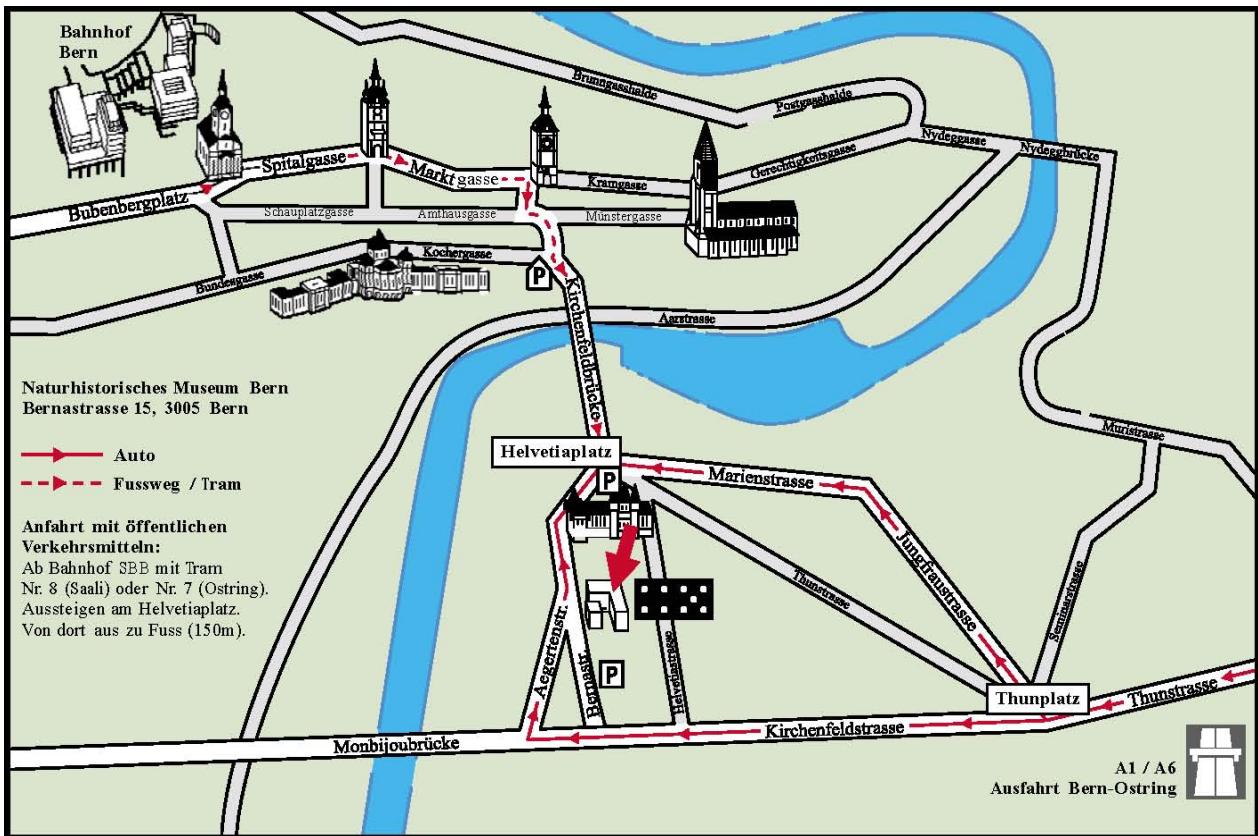 Bahnhof
Bern
Brunngasshalde
Postgasshalde
Nydeggasse
Nydeggbrücke
Spitalgasse
Marktgasse
Gerechtigkeitsgasse
Kramgasse
Bubenbergplatz
Schauplatzgasse
Amthausgasse
Münstergasse
Bundesgasse
Kochergasse
P
Kirchenfeldbrücke
Aarstrasse
Naturhistorisches Museum Bern
Bernastrasse 15, 3005 Bern
Auto
Fussweg / Tram
Anfahrt mit öffentlichen
Verkehrsmitteln:
Ab Bahnhof SBB mit Tram
Nr. 8 (Saali) oder Nr. 7 (Ostring).
Aussteigen am Helvetiaplatz.
Von dort aus zu Fuss (150m).
Helvetiaplatz
P
Marienstrasse
Muristrasse
Jungfraustrasse
Thunstrasse
Seminarstrasse
Aegertenstr.
Bernastr.
Helvetiastrasse
P
Thunplatz
Thunstrasse
Kirchenfeldstrasse
Monbijoubrücke
A1 / A6
Ausfahrt Bern-Ostring